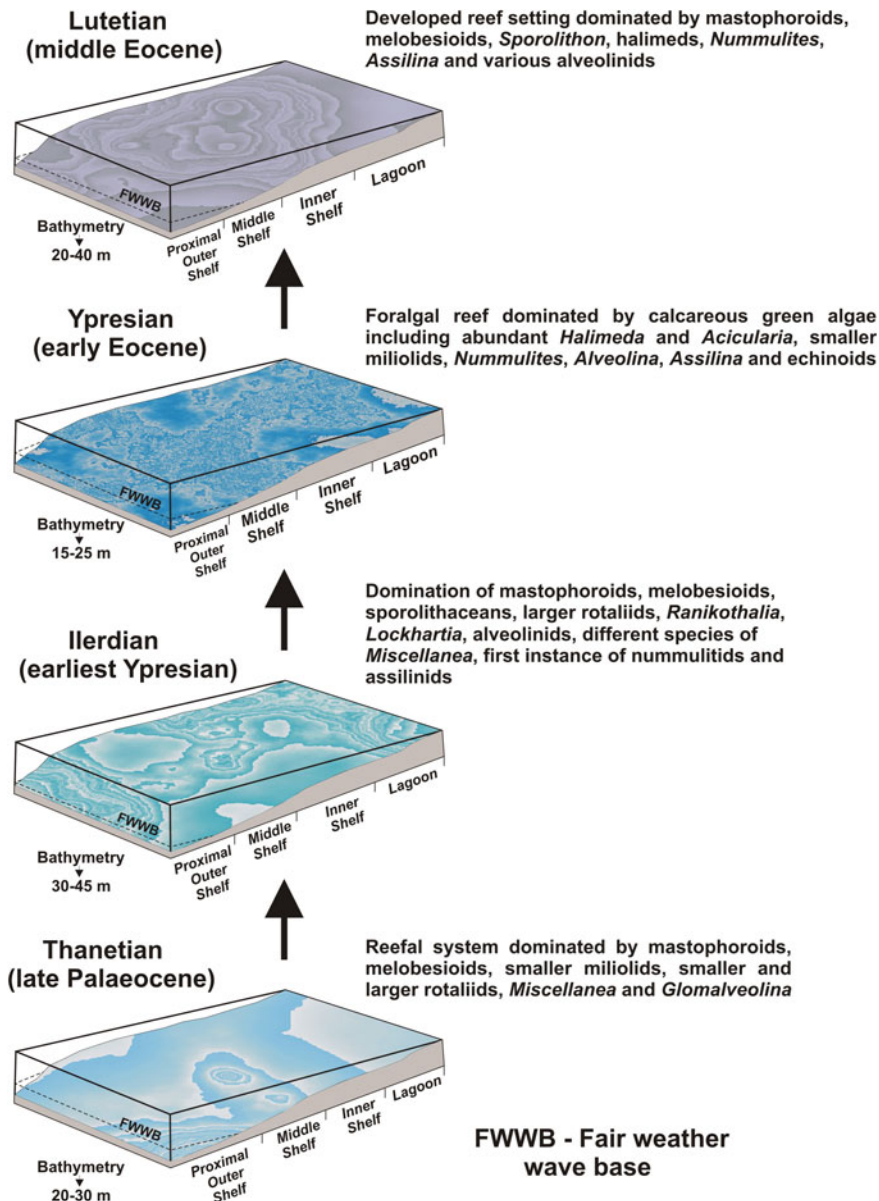 Lutetian
(middle Eocene)
Developed reef setting dominated by mastophoroids,
melobesioids, Sporolithon, halimeds, Nummulites,
Assilina and various alveolinids
FWWB
Bathymetry
20-40 m
Proximal
Outer
Shelf
Middle
Shelf
Inner
Shelf
Lagoon
Ypresian
(early Eocene)
Foralgal reef dominated by calcareous green algae
including abundant Halimeda and Acicularia, smaller
miliolids, Nummulites, Alveolina, Assilina and echinoids
FWWB
Bathymetry
15-25 m
Proximal
Outer
Shelf
Middle
Shelf
Inner
Shelf
Lagoon
Ilerdian
(earliest Ypresian)
Domination of mastophoroids, melobesioids,
sporolithaceans, larger rotaliids, Ranikothalia,
Lockhartia, alveolinids, different species of
Miscellanea, first instance of nummulitids and
assilinids
FWWB
Bathymetry
30-45 m
Proximal
Outer
Shelf
Middle
Shelf
Inner
Shelf
Lagoon
Thanetian
(late Palaeocene)
Reefal system dominated by mastophoroids,
melobesioids, smaller miliolids, smaller and
larger rotaliids, Miscellanea and Glomalveolina
FWWB
Bathymetry
20-30 m
Proximal
Outer
Shelf
Middle
Shelf
Inner
Shelf
Lagoon
FWWB - Fair weather
wave base